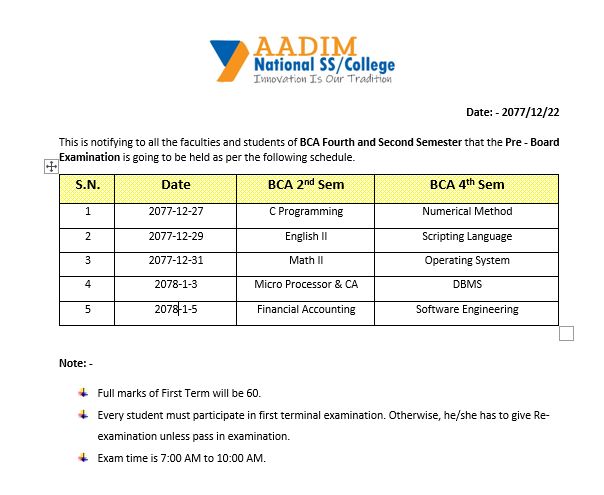 AADIM
National SS/College
Innovation Is Our Tradition
Date: - 2077/12/22
This is notifying to all the faculties and students of BCA Fourth and Second Semester that the Pre - Board
Examination is going to be held as per the following schedule.
S.N. Date BCA 2nd Sem BCA 4th Sem
1 2077-12-27 C Programming Numerical Method
2 2077-12-29 English II Scripting Language
3 2077-12-31 Math II Operating System
4 2078-1-3 Micro Processor & CA DBMS
5 2078-1-5 Financial Accounting Software Engineering
Note: -
Full marks of First Term will be 60.
Every student must participate in first terminal examination. Otherwise, he/she has to give Re-
examination unless pass in examination.
Exam time is 7:00 AM to 10:00 AM.